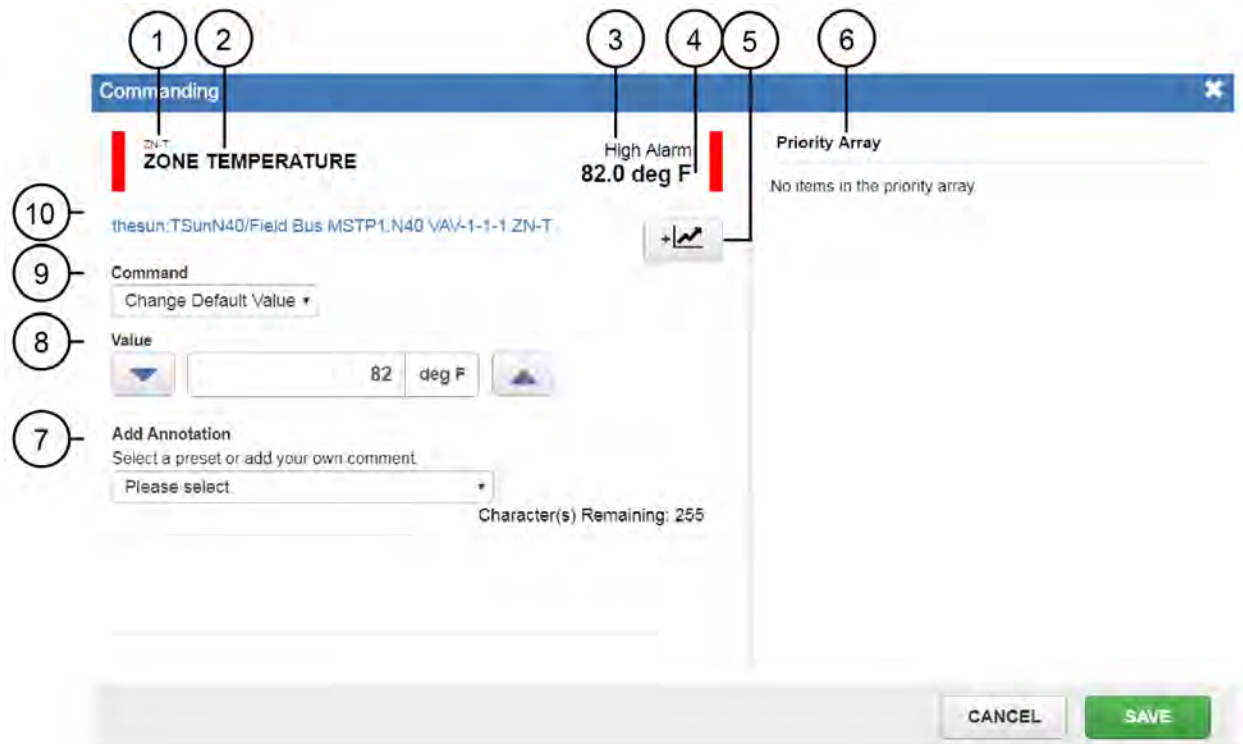 1 2 3 4 5 6
Commanding
ZN-T
ZONE TEMPERATURE
High Alarm
82.0 deg F
Priority Array
No items in the priority array.
10
thesun:TSunN40/Field Bus MSTP1.N40 VAV-1-1-1.ZN-T
+
9
Command
Change Default Value
8
Value
82 deg F
7
Add Annotation
Select a preset or add your own comment.
Please select
Character(s) Remaining: 255
CANCEL SAVE